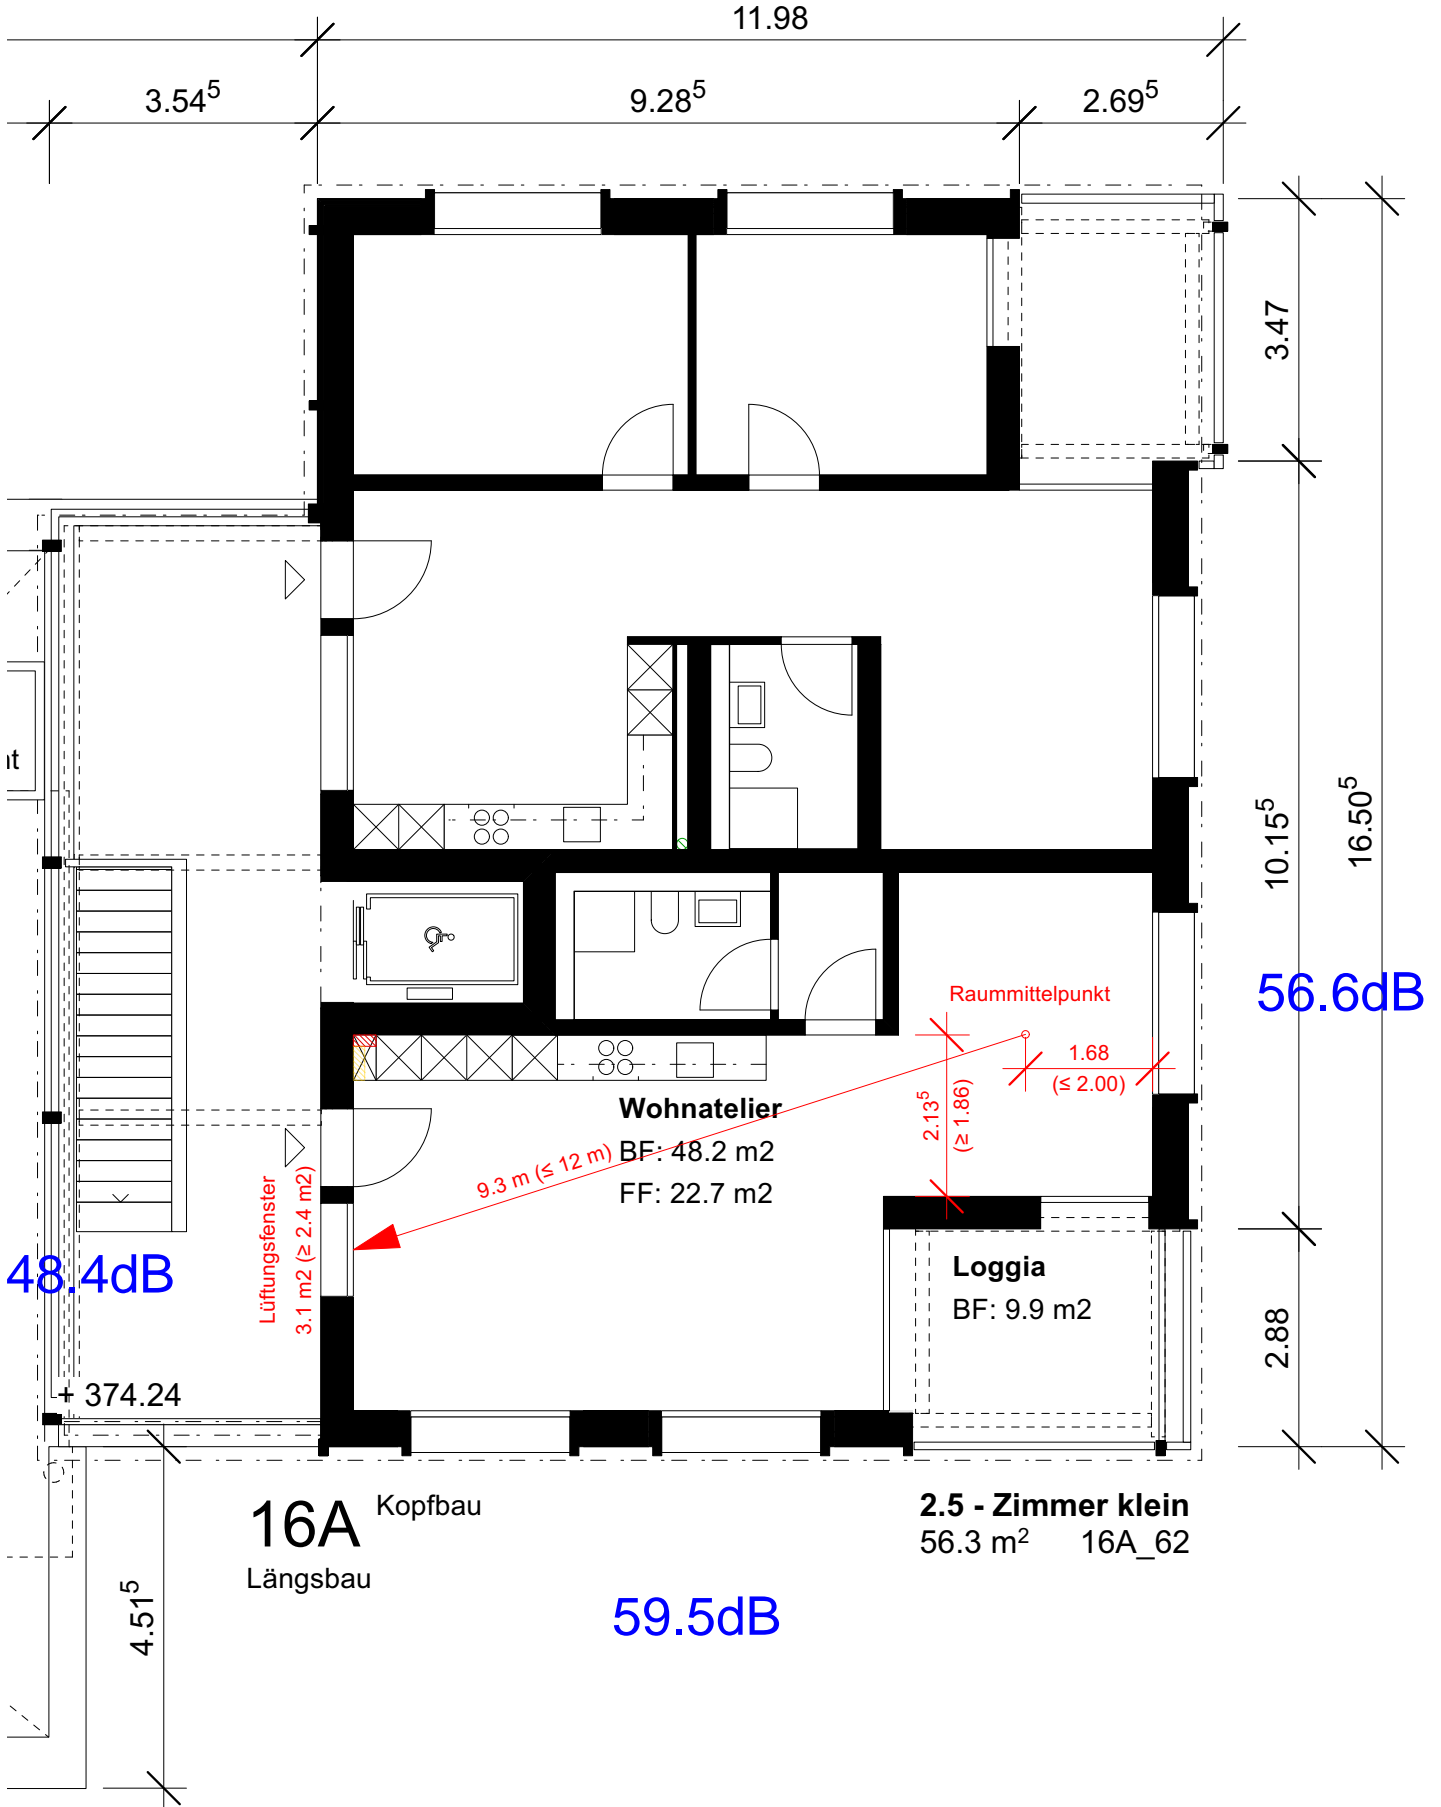 11.98
3.54⁵
9.28⁵
2.69⁵
3.47
10.15⁵
16.50⁵
56.6dB
Raummittelpunkt
1.68
(≤ 2.00)
2.13⁵
(≥ 1.86)
Wohnatelier
BF: 48.2 m2
FF: 22.7 m2
9.3 m (≤ 12 m)
Lüftungsfenster
3.1 m2 (≥ 2.4 m2)
48.4dB
Loggia
BF: 9.9 m2
2.88
+ 374.24
16A Kopfbau
Längsbau
2.5 - Zimmer klein
56.3 m² 16A_62
4.51⁵
59.5dB